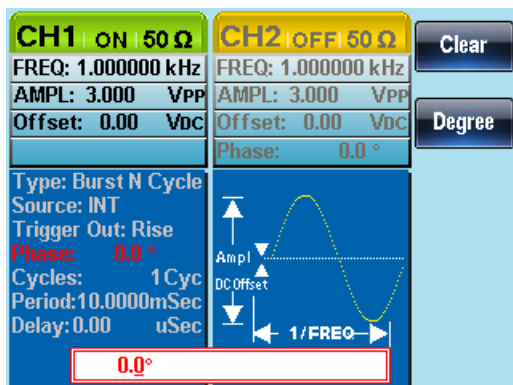 CH1 ON 50 Ω
FREQ: 1.000000 kHz
AMPL: 3.000 VPP
Offset: 0.00 VDC
CH2 OFF 50 Ω
FREQ: 1.000000 kHz
AMPL: 3.000 VPP
Offset: 0.00 VDC
Phase: 0.0 °
Clear
Degree
Type: Burst N Cycle
Source: INT
Trigger Out: Rise
Phase: 0.0 °
Cycles: 1 Cyc
Period: 10.0000mSec
Delay: 0.00 uSec
Ampl
DC Offset
1/FREQ
0.0°